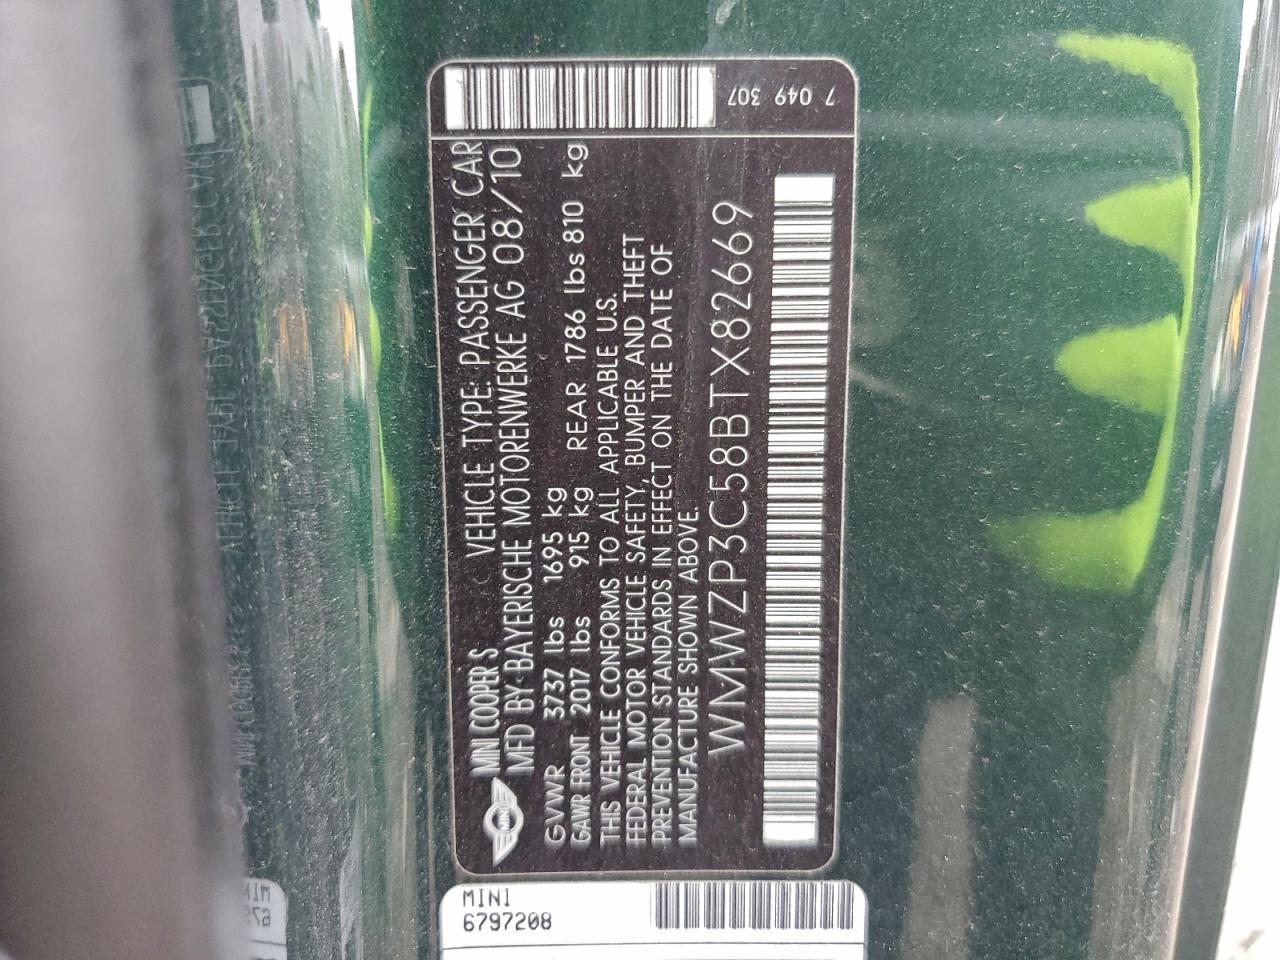 MINI COOPER S VEHICLE TYPE: PASSENGER CAR
MFD BY BAYERISCHE MOTORENWERKE AG 08/10
GVWR 3737 lbs 1695 kg
GAWR FRONT 2017 lbs 915 kg REAR 1786 lbs 810 kg
THIS VEHICLE CONFORMS TO ALL APPLICABLE U.S.
FEDERAL MOTOR VEHICLE SAFETY, BUMPER AND THEFT
PREVENTION STANDARDS IN EFFECT ON THE DATE OF
MANUFACTURE SHOWN ABOVE.
WMWZP3C58BTX82669
7 049 307
MINI
6797208